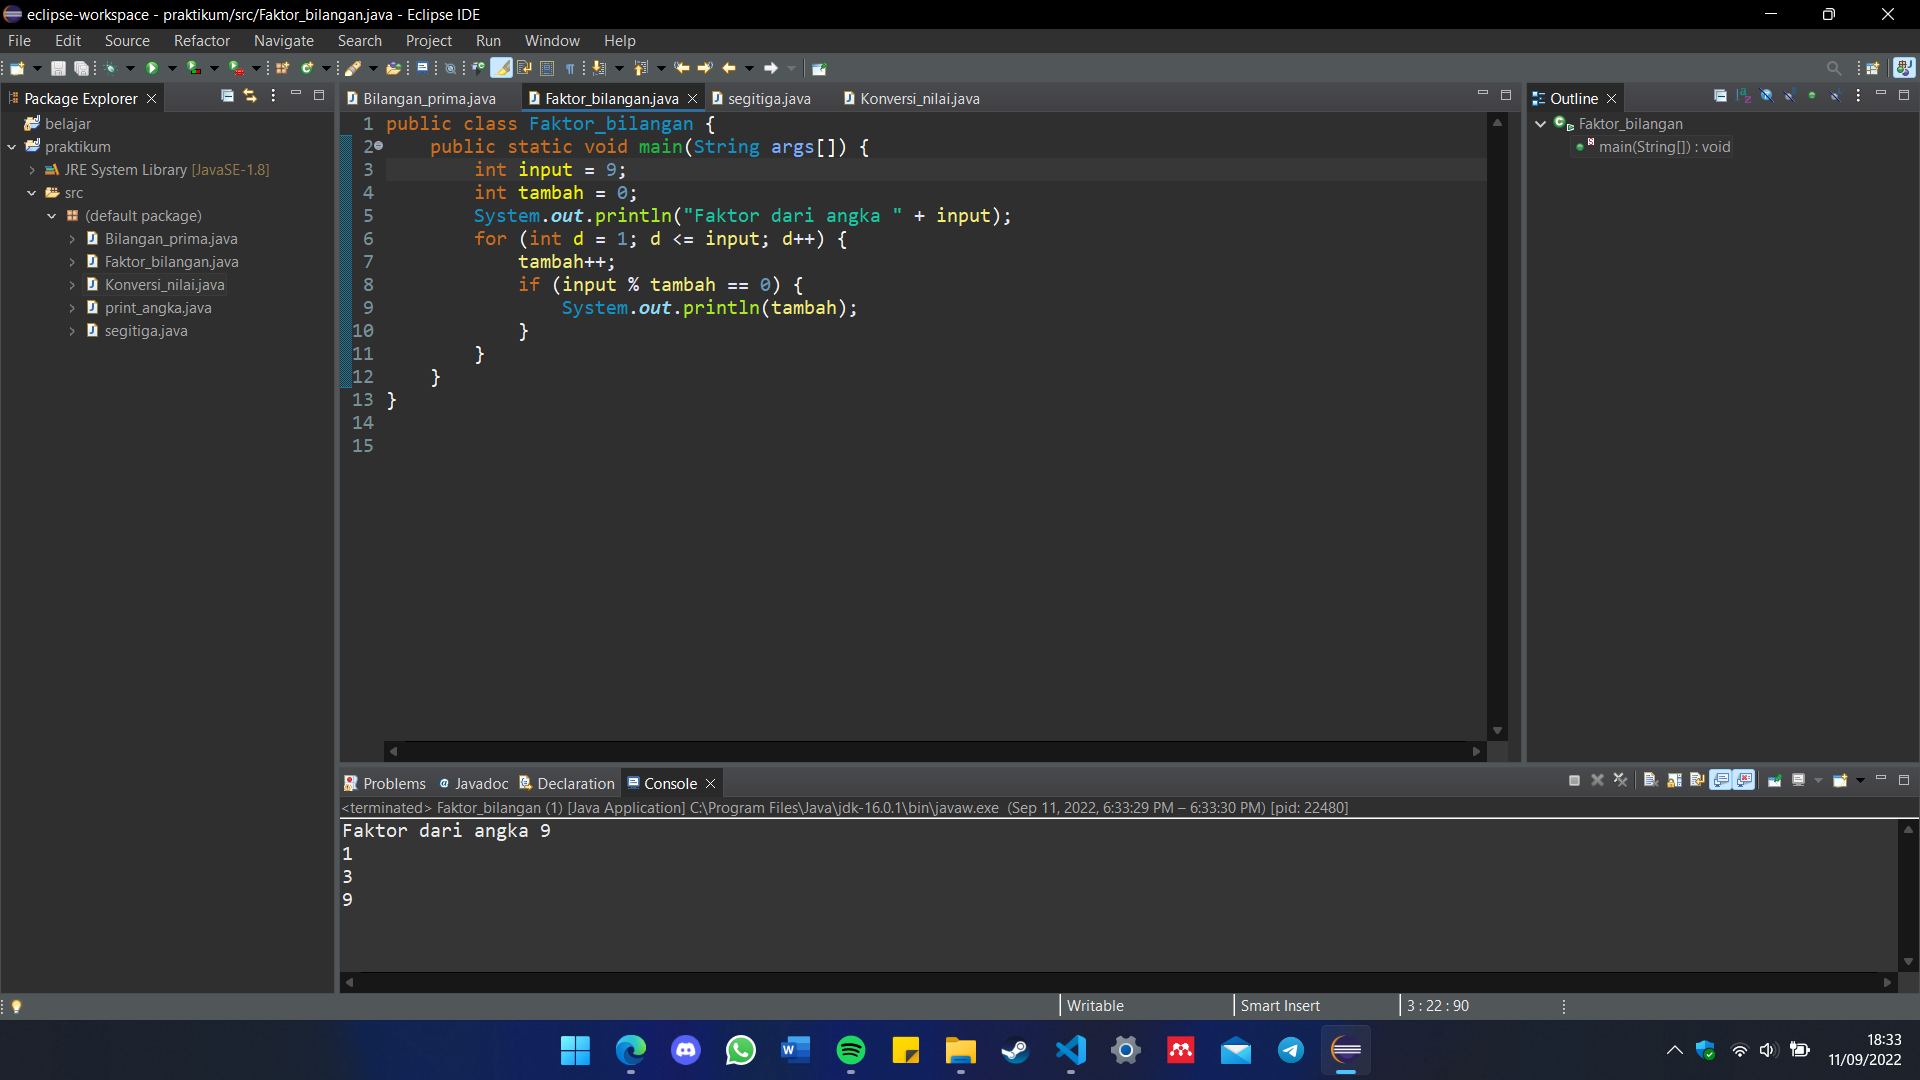 eclipse-workspace - praktikum/src/Faktor_bilangan.java - Eclipse IDE
File Edit Source Refactor Navigate Search Project Run Window Help
Package Explorer
belajar
praktikum
JRE System Library [JavaSE-1.8]
src
(default package)
Bilangan_prima.java
Faktor_bilangan.java
Konversi_nilai.java
print_angka.java
segitiga.java
Bilangan_prima.java Faktor_bilangan.java segitiga.java Konversi_nilai.java
1 public class Faktor_bilangan {
2 public static void main(String args[]) {
3 int input = 9;
4 int tambah = 0;
5 System.out.println("Faktor dari angka " + input);
6 for (int d = 1; d <= input; d++) {
7 tambah++;
8 if (input % tambah == 0) {
9 System.out.println(tambah);
10 }
11 }
12 }
13 }
14
15
Outline
Faktor_bilangan
main(String[]) : void
Problems Javadoc Declaration Console
<terminated> Faktor_bilangan (1) [Java Application] C:\Program Files\Java\jdk-16.0.1\bin\javaw.exe (Sep 11, 2022, 6:33:29 PM – 6:33:30 PM) [pid: 22480]
Faktor dari angka 9
1
3
9
Writable Smart Insert 3 : 22 : 90
18:33
11/09/2022